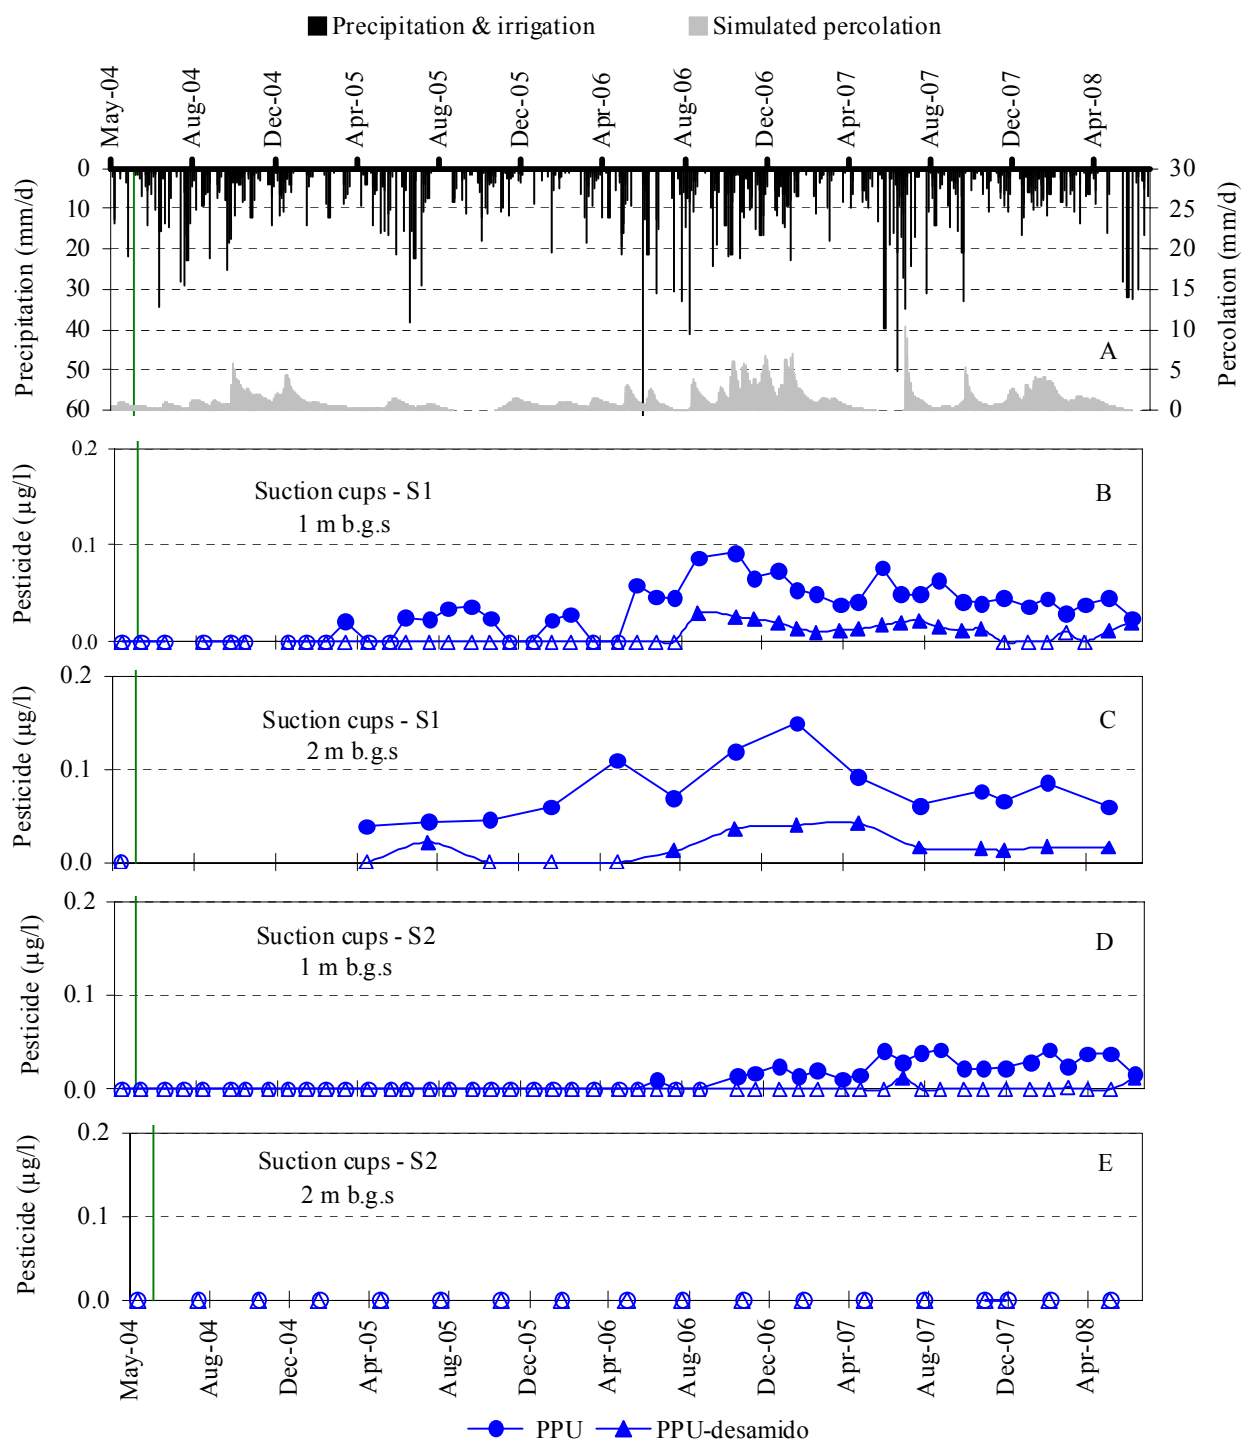 Precipitation & irrigation Simulated percolation
May-04 Aug-04 Dec-04 Apr-05 Aug-05 Dec-05 Apr-06 Aug-06 Dec-06 Apr-07 Aug-07 Dec-07 Apr-08
Precipitation (mm/d)
0
10
20
30
40
50
60
30
25
20
15
10
5
0
Percolation (mm/d)
A
Pesticide (µg/l)
0.2
0.1
0.0
Suction cups - S1
1 m b.g.s
B
Pesticide (µg/l)
0.2
0.1
0.0
Suction cups - S1
2 m b.g.s
C
Pesticide (µg/l)
0.2
0.1
0.0
Suction cups - S2
1 m b.g.s
D
Pesticide (µg/l)
0.2
0.1
0.0
Suction cups - S2
2 m b.g.s
E
May-04 Aug-04 Dec-04 Apr-05 Aug-05 Dec-05 Apr-06 Aug-06 Dec-06 Apr-07 Aug-07 Dec-07 Apr-08
PPU PPU-desamido